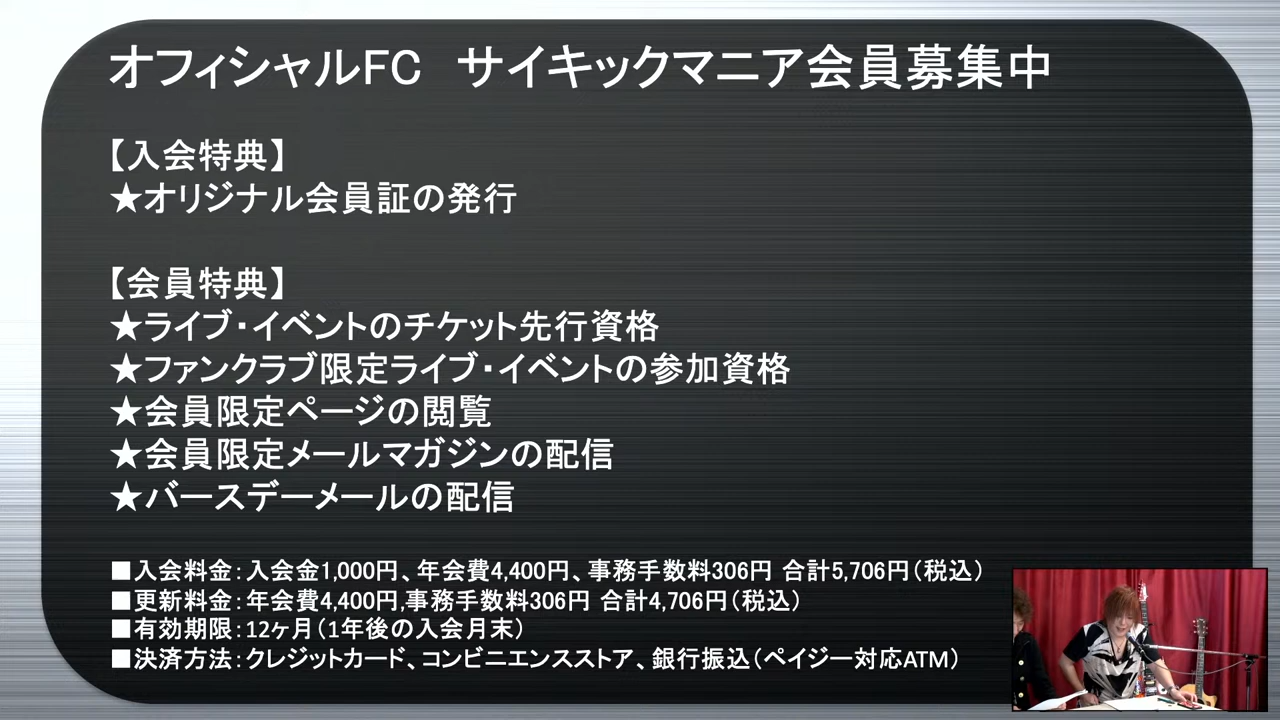 オフィシャルFC　サイキックマニア会員募集中
【入会特典】
★オリジナル会員証の発行
【会員特典】
★ライブ・イベントのチケット先行資格
★ファンクラブ限定ライブ・イベントの参加資格
★会員限定ページの閲覧
★会員限定メールマガジンの配信
★バースデーメールの配信
■入会料金：入会金1,000円、年会費4,400円、事務手数料306円 合計5,706円（税込）
■更新料金：年会費4,400円,事務手数料306円 合計4,706円（税込）
■有効期限：12ヶ月（1年後の入会月末）
■決済方法：クレジットカード、コンビニエンスストア、銀行振込（ペイジー対応ATM）